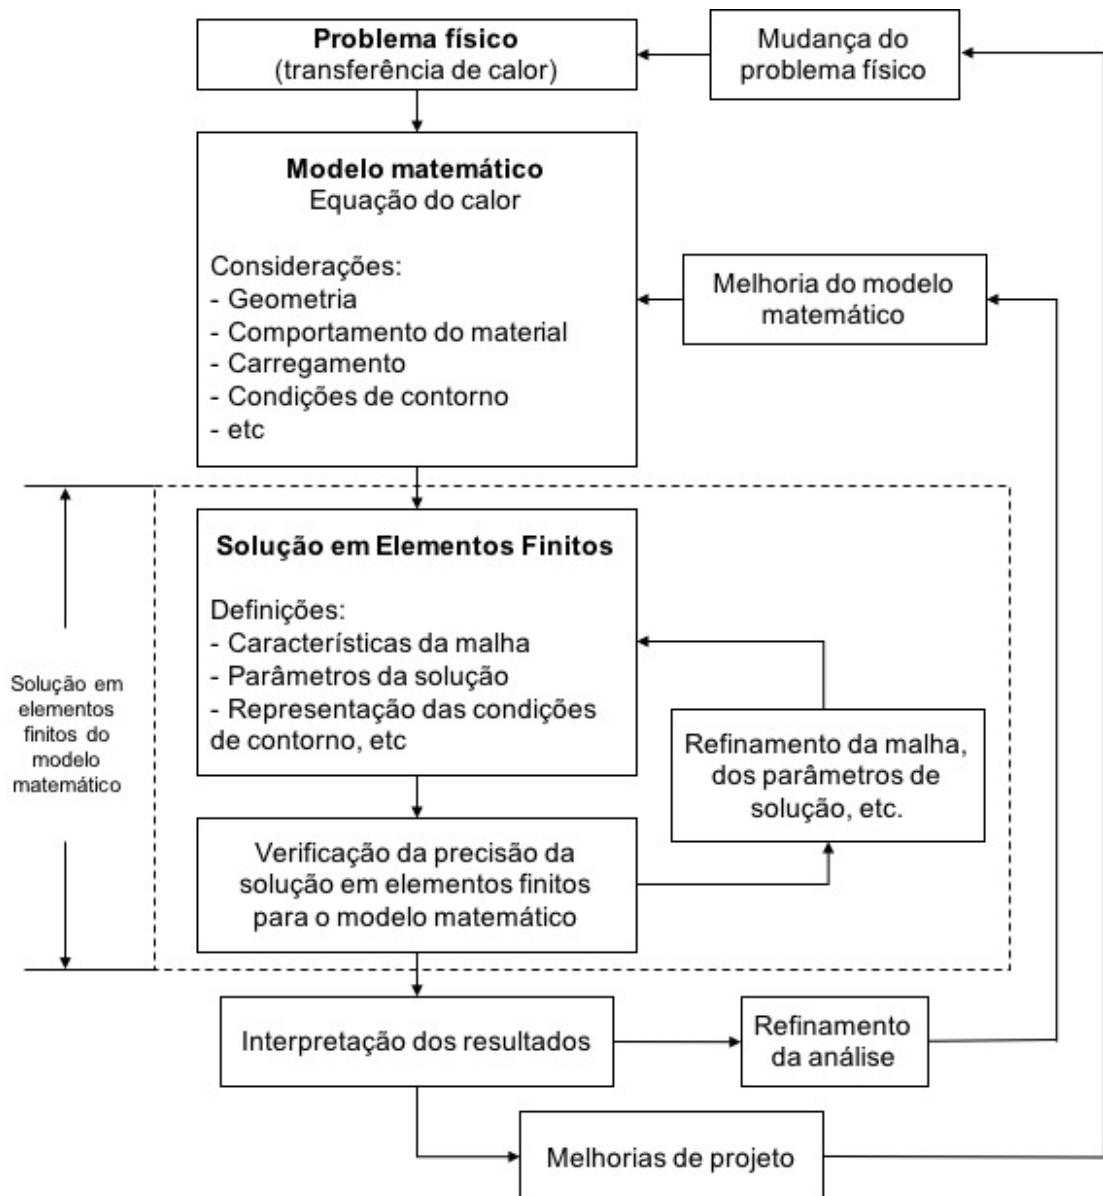 Problema físico
(transferência de calor)
Mudança do
problema físico
Modelo matemático
Equação do calor
Considerações:
- Geometria
- Comportamento do material
- Carregamento
- Condições de contorno
- etc
Melhoria do modelo
matemático
Solução em
elementos
finitos do
modelo
matemático
Solução em Elementos Finitos
Definições:
- Característícas da malha
- Parâmetros da solução
- Representação das condições
de contorno, etc
Refinamento da malha,
dos parâmetros de
solução, etc.
Verificação da precisão da
solução em elementos finitos
para o modelo matemático
Interpretação dos resultados
Refinamento
da análise
Melhorias de projeto